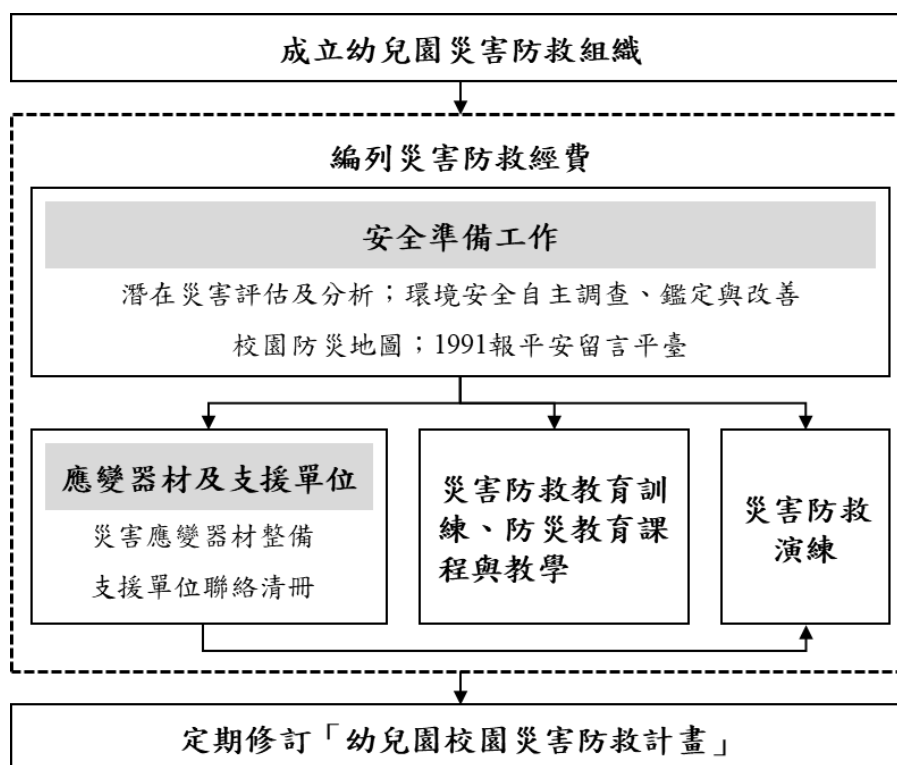 成立幼兒園災害防救組織
編列災害防救經費
安全準備工作
潛在災害評估及分析；環境安全自主調查、鑑定與改善
校園防災地圖；1991報平安留言平臺
應變器材及支援單位
災害應變器材整備
支援單位聯絡清冊
災害防救教育訓
練、防災教育課
程與教學
災害防救
演練
定期修訂「幼兒園校園災害防救計畫」